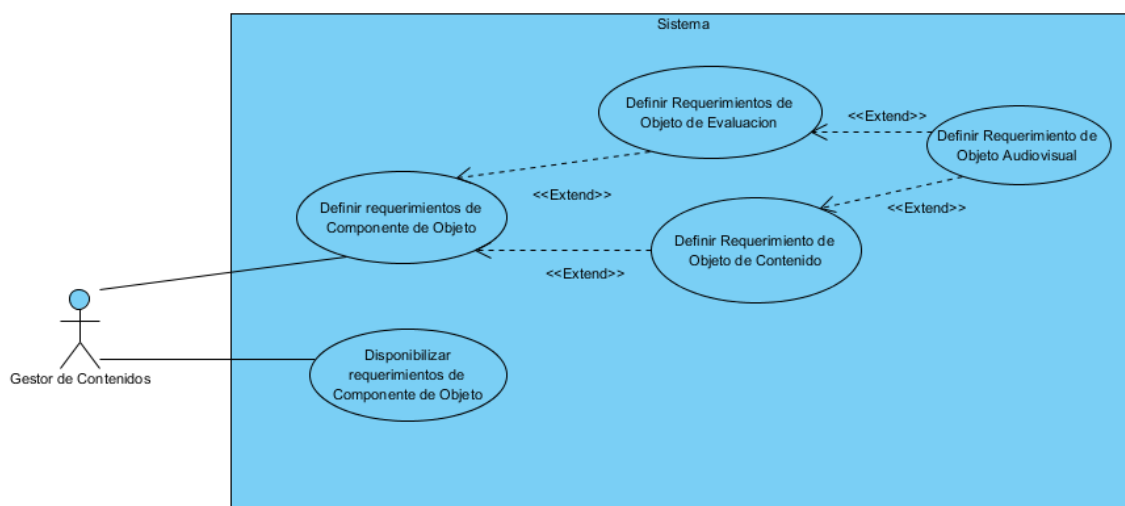 Sistema
Definir Requerimientos de
Objeto de Evaluacion
<<Extend>>
Definir Requerimiento de
Objeto Audiovisual
<<Extend>>
<<Extend>>
Definir requerimientos de
Componente de Objeto
Definir Requerimiento de
Objeto de Contenido
<<Extend>>
Disponibilizar
requerimientos de
Componente de Objeto
Gestor de Contenidos